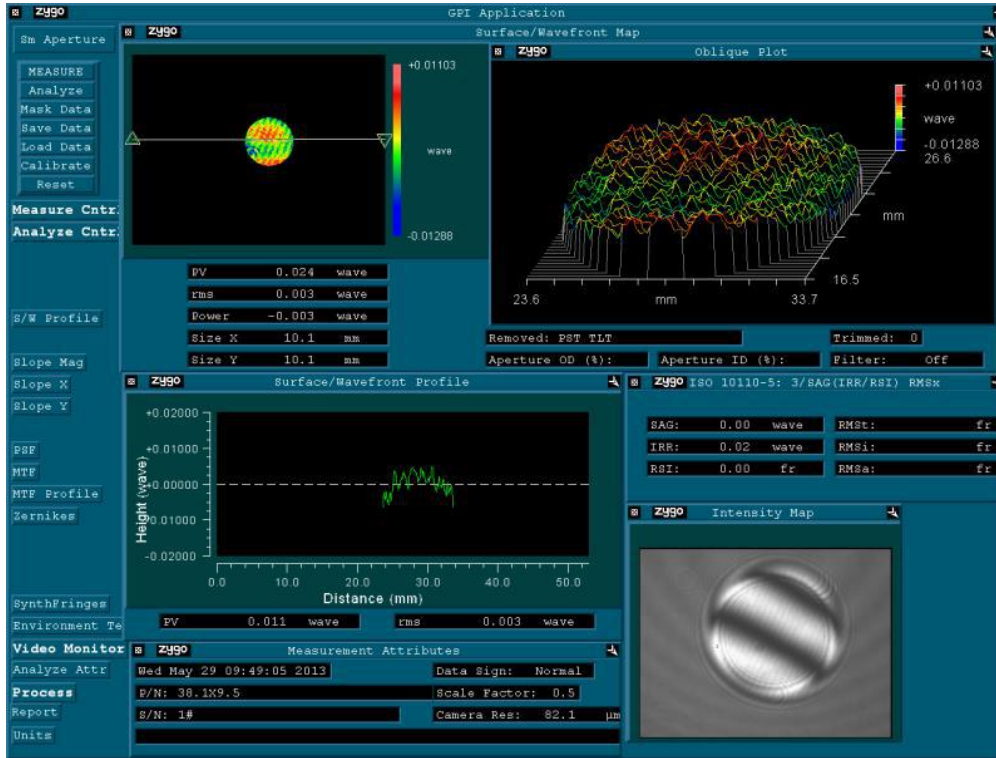 zygo GPI Application
Sm Aperture
MEASURE
Analyze
Mask Data
Save Data
Load Data
Calibrate
Reset
Measure Cntrl
Analyze Cntrl
S/W Profile
Slope Mag
Slope X
Slope Y
PSF
MTF
MTF Profile
Zernikes
SynthFringes
Environment Te
Video Monitor
Analyze Attr
Process
Report
Units
zygo Surface/Wavefront Map
+0.01103
wave
-0.01288
PV 0.024 wave
rms 0.003 wave
Power -0.003 wave
Size X 10.1 mm
Size Y 10.1 mm
zygo Oblique Plot
+0.01103
wave
-0.01288
26.6
mm
16.5
23.6 mm 33.7
Removed: PST TLT Trimmed: 0
Aperture OD (%): Aperture ID (%): Filter: Off
zygo Surface/Wavefront Profile
+0.02000
+0.01000
+0.00000
-0.01000
-0.02000
Height (wave)
0.0 10.0 20.0 30.0 40.0 50.0
Distance (mm)
PV 0.011 wave rms 0.003 wave
zygo ISO 10110-5: 3/SAG(IRR/RSI) RMSx
SAG: 0.00 wave RMSt: fr
IRR: 0.02 wave RMSi: fr
RSI: 0.00 fr RMSa: fr
zygo Intensity Map
zygo Measurement Attributes
Wed May 29 09:49:05 2013 Data Sign: Normal
P/N: 38.1X9.5 Scale Factor: 0.5
S/N: 1# Camera Res: 82.1 µm